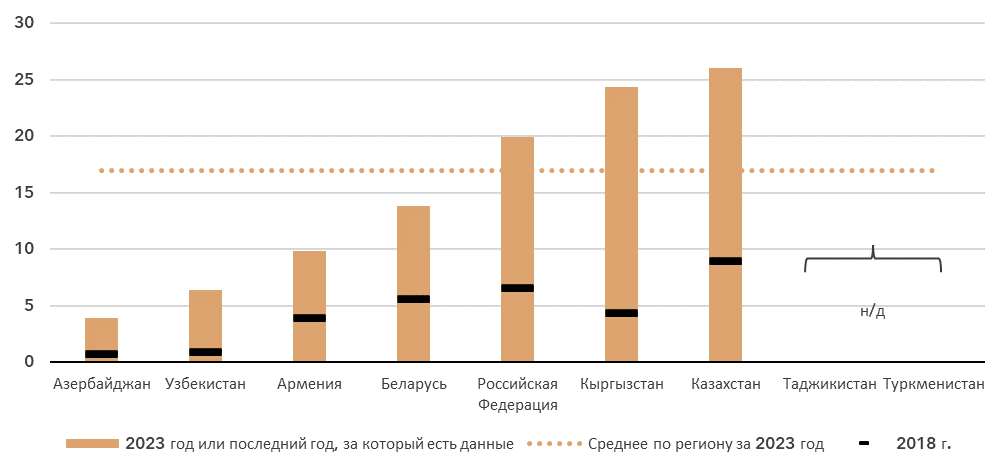 30
25
20
15
10
5
0
н/д
Азербайджан Узбекистан Армения Беларусь Российская Федерация Кыргызстан Казахстан Таджикистан Туркменистан
2023 год или последний год, за который есть данные Среднее по региону за 2023 год 2018 г.